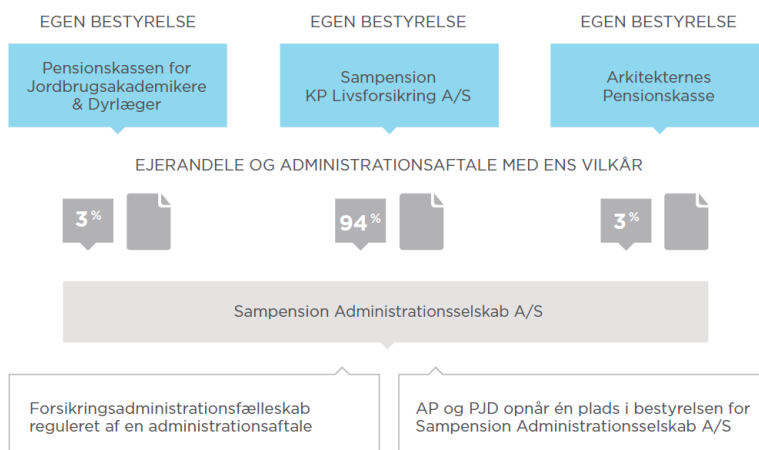 EGEN BESTYRELSE
EGEN BESTYRELSE
EGEN BESTYRELSE
Pensionskassen for
Jordbrugsakademikere
& Dyrlæger
Sampension
KP Livsforsikring A/S
Arkitekternes
Pensionskasse
EJERANDELE OG ADMINISTRATIONSAFTALE MED ENS VILKÅR
3 %
94 %
3 %
Sampension Administrationsselskab A/S
Forsikringsadministrationsfælleskab
reguleret af en administrationsaftale
AP og PJD opnår én plads i bestyrelsen for
Sampension Administrationsselskab A/S